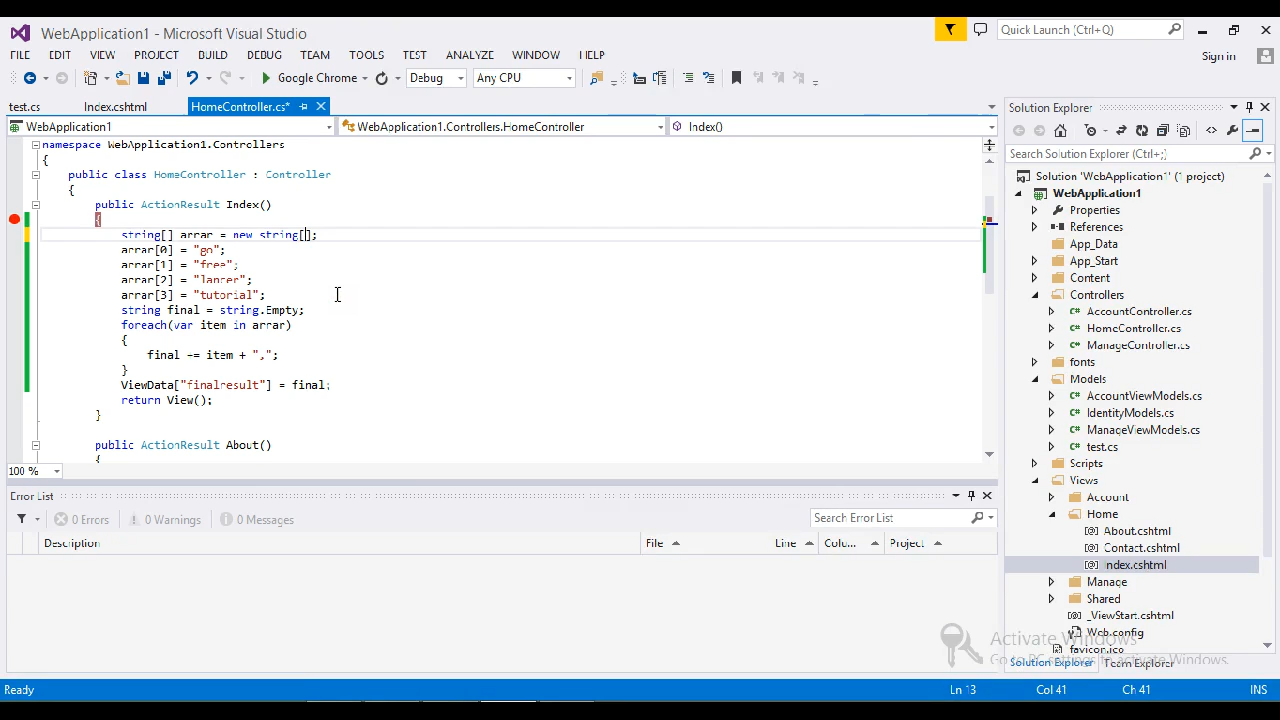 WebApplication1 - Microsoft Visual Studio
Quick Launch (Ctrl+Q)
FILE EDIT VIEW PROJECT BUILD DEBUG TEAM TOOLS TEST ANALYZE WINDOW HELP
Sign in
Google Chrome Debug Any CPU
test.cs Index.cshtml HomeController.cs*
WebApplication1 WebApplication1.Controllers.HomeController Index()
namespace WebApplication1.Controllers
{
public class HomeController : Controller
{
public ActionResult Index()
{
string[] arrar = new string[];
arrar[0] = "go";
arrar[1] = "free";
arrar[2] = "lancer";
arrar[3] = "tutorial";
string final = string.Empty;
foreach(var item in arrar)
{
final += item + ",";
}
ViewData["finalresult"] = final;
return View();
}
public ActionResult About()
{
100 %
Error List
0 Errors 0 Warnings 0 Messages
Search Error List
Description File Line Colu... Project
Solution Explorer
Search Solution Explorer (Ctrl+;)
Solution 'WebApplication1' (1 project)
WebApplication1
Properties
References
App_Data
App_Start
Content
Controllers
AccountController.cs
HomeController.cs
ManageController.cs
fonts
Models
AccountViewModels.cs
IdentityModels.cs
ManageViewModels.cs
test.cs
Scripts
Views
Account
Home
About.cshtml
Contact.cshtml
Index.cshtml
Manage
Shared
_ViewStart.cshtml
Web.config
favicon.ico
Solution Explorer Team Explorer
Activate Windows
Go to PC settings to activate Windows.
Ready Ln 13 Col 41 Ch 41 INS